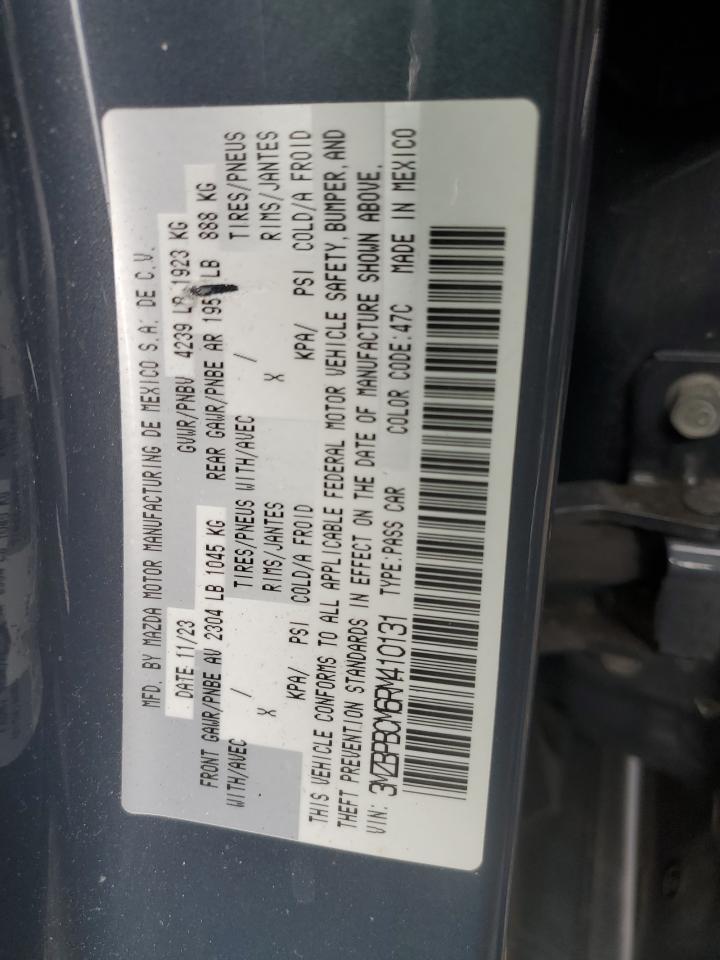 MFD. BY MAZDA MOTOR MANUFACTURING DE MEXICO S.A. DE C.V.
DATE 11/23 GVWR/PNBV 4239 LB 1923 KG
FRONT GAWR/PNBE AV 2304 LB 1045 KG REAR GAWR/PNBE AR LB 888 KG
WITH/AVEC / TIRES/PNEUS WITH/AVEC / TIRES/PNEUS
X RIMS/JANTES X RIMS/JANTES
KPA/ PSI COLD/A FROID KPA/ PSI COLD/A FROID
THIS VEHICLE CONFORMS TO ALL APPLICABLE FEDERAL MOTOR VEHICLE SAFETY, BUMPER, AND
THEFT PREVENTION STANDARDS IN EFFECT ON THE DATE OF MANUFACTURE SHOWN ABOVE.
VIN: 3MZBPBCM6RM410131 TYPE:PASS CAR COLOR CODE:47C MADE IN MEXICO